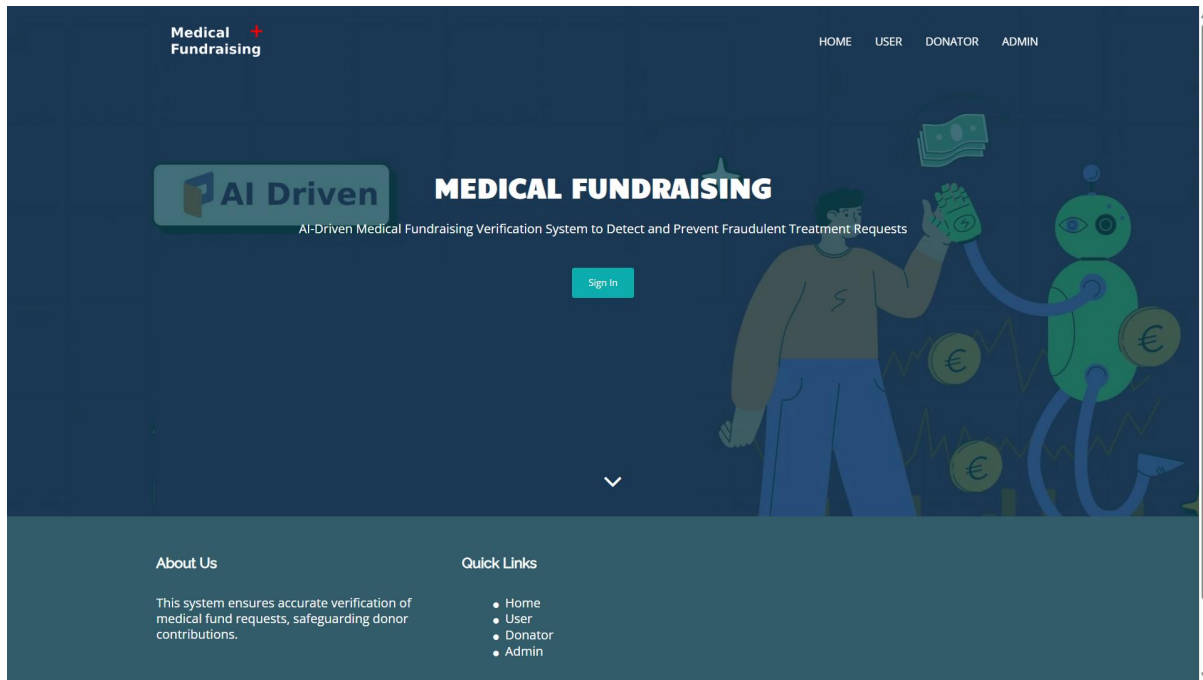 Medical +
Fundraising
HOME USER DONATOR ADMIN
AI Driven
MEDICAL FUNDRAISING
AI-Driven Medical Fundraising Verification System to Detect and Prevent Fraudulent Treatment Requests
Sign In
€
€
€
About Us
This system ensures accurate verification of
medical fund requests, safeguarding donor
contributions.
Quick Links
Home
User
Donator
Admin